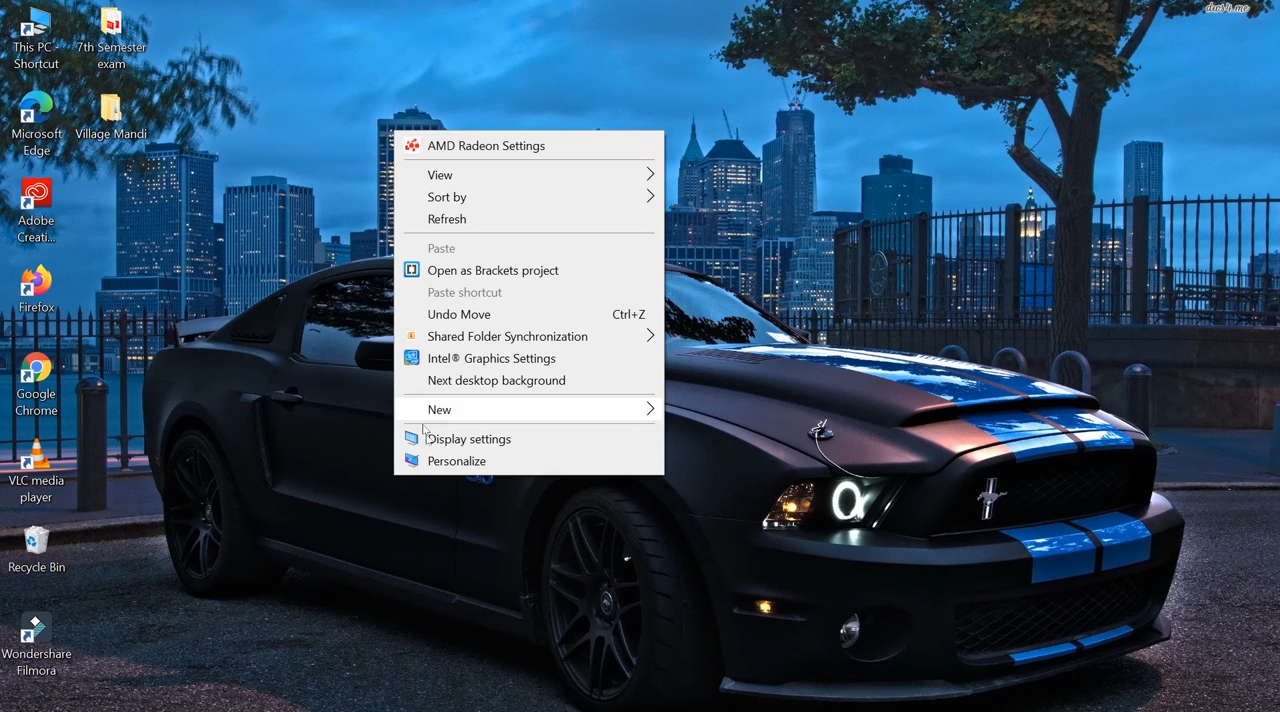 This PC -
Shortcut
7th Semester
exam
Microsoft
Edge
Village Mandi
Adobe
Creati...
Firefox
Google
Chrome
VLC media
player
Recycle Bin
Wondershare
Filmora
AMD Radeon Settings
View
Sort by
Refresh
Paste
Open as Brackets project
Paste shortcut
Undo Move Ctrl+Z
Shared Folder Synchronization
Intel® Graphics Settings
Next desktop background
New
Display settings
Personalize